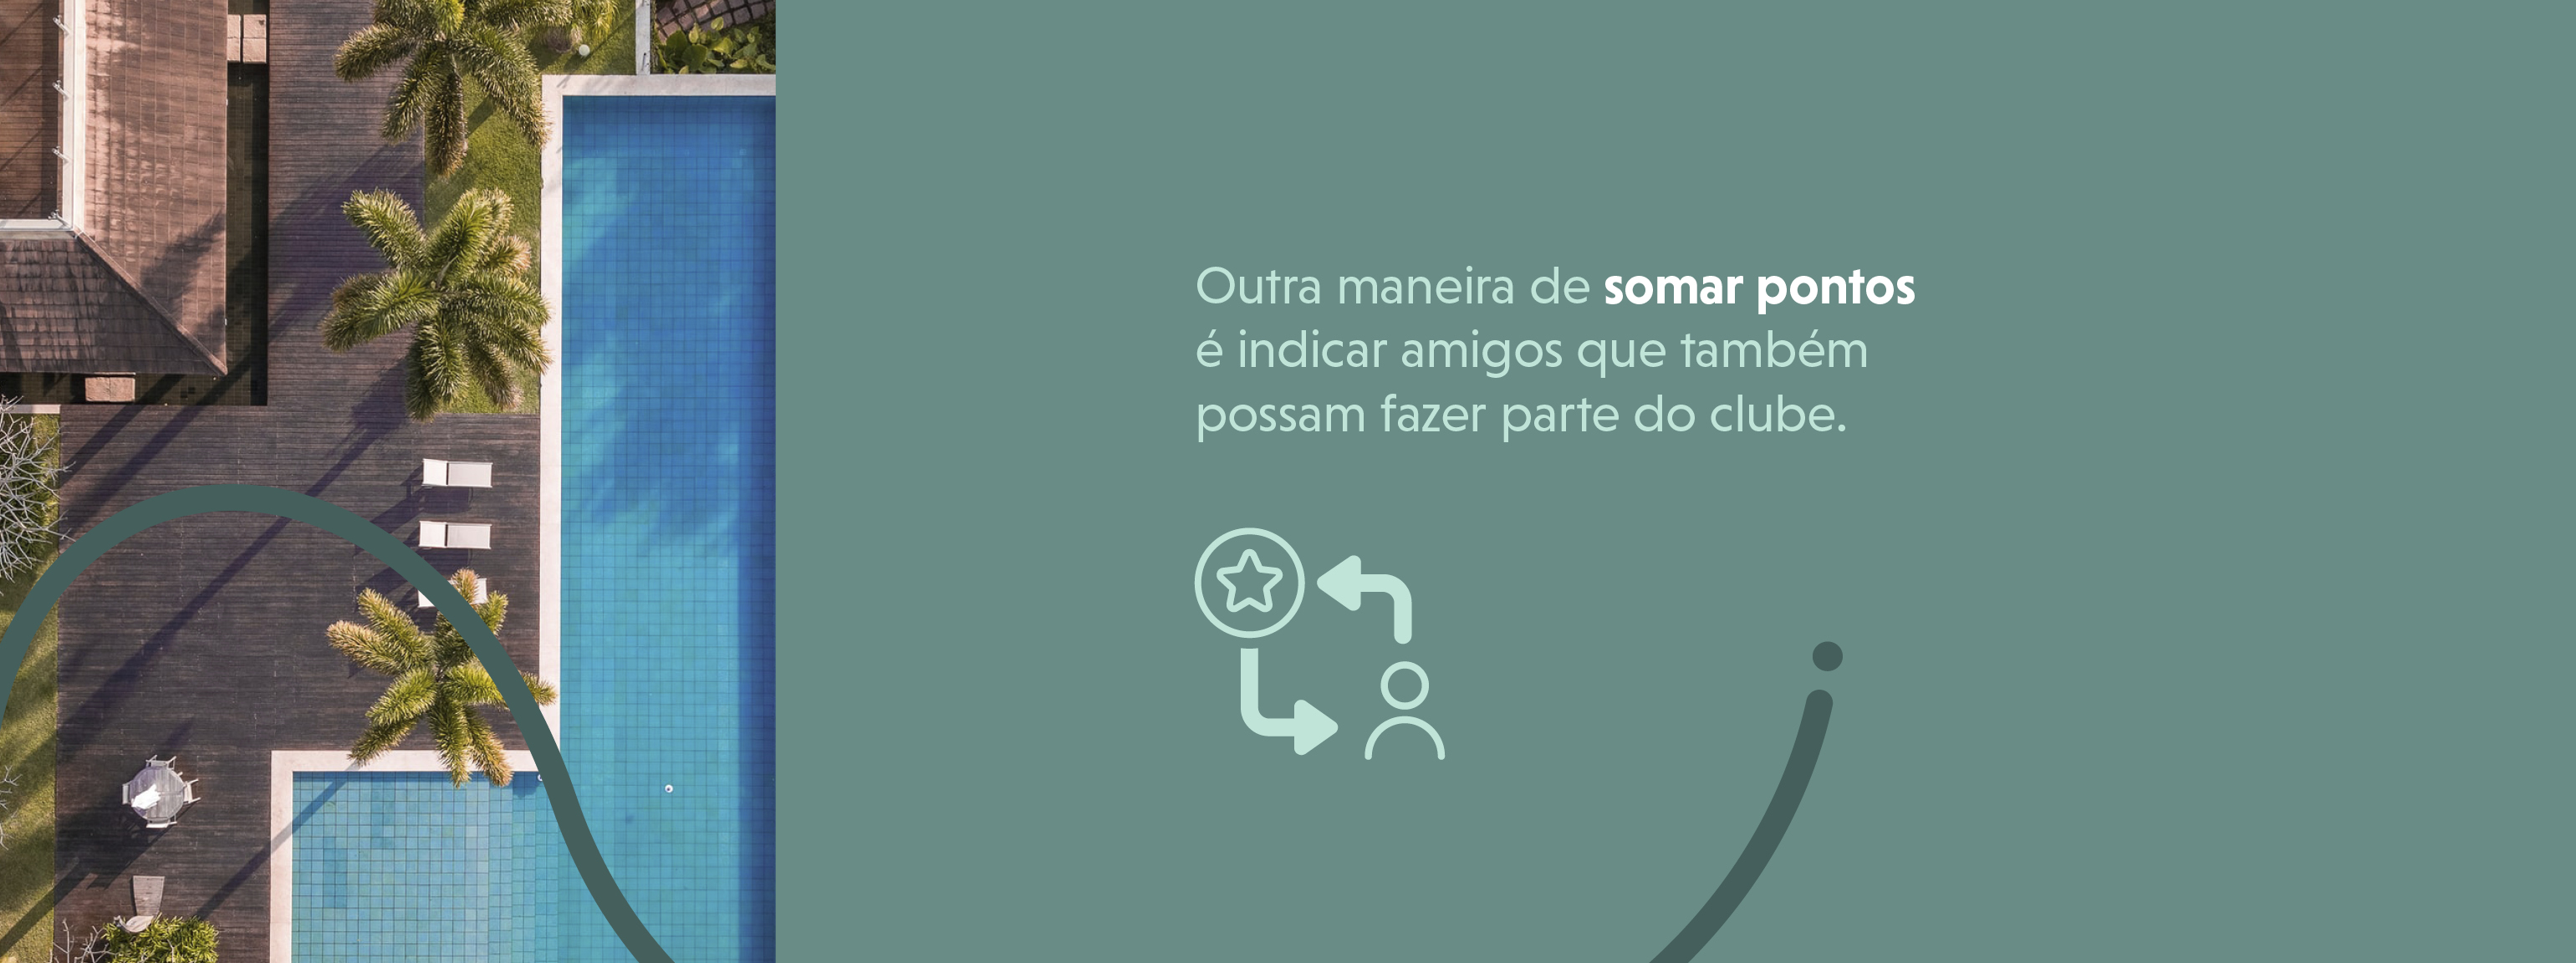 Outra maneira de somar pontos
é indicar amigos que também
possam fazer parte do clube.